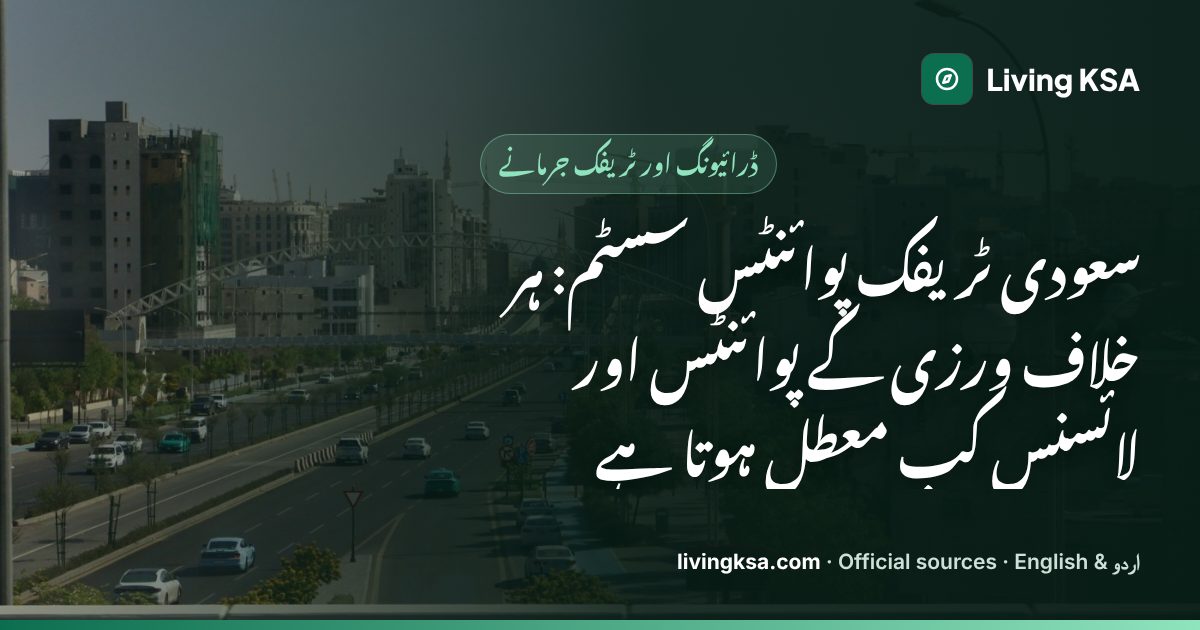 Living KSA
ڈرائیونگ اور ٹریفک جرمانے
سعودی ٹریفک پوائنٹس سسٹم: ہر
خلاف ورزی کے پوائنٹس اور
لائسنس کب معطل ہوتا ہے
livingksa.com · Official sources · English & اردو